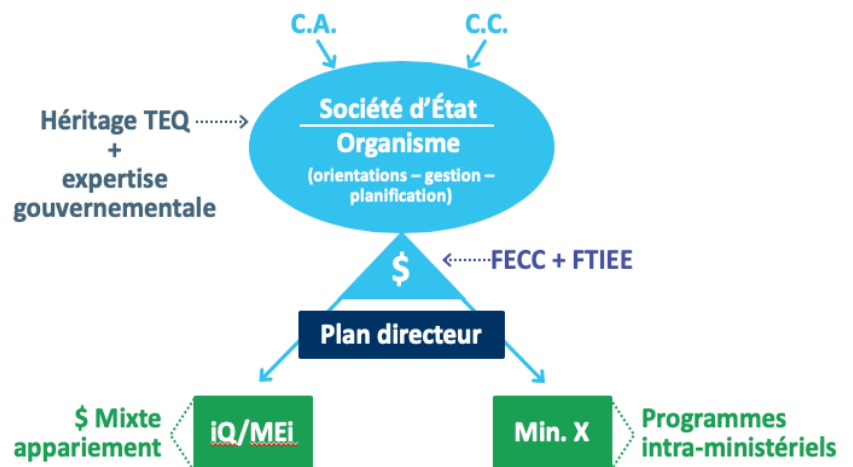 C.A.
C.C.
Société d'État
Organisme
(orientations – gestion –
planification)
Héritage TEQ
+
expertise
gouvernementale
$
FECC + FTIEE
Plan directeur
$ Mixte
appariement
iQ/MEi
Min. X
Programmes
intra-ministériels